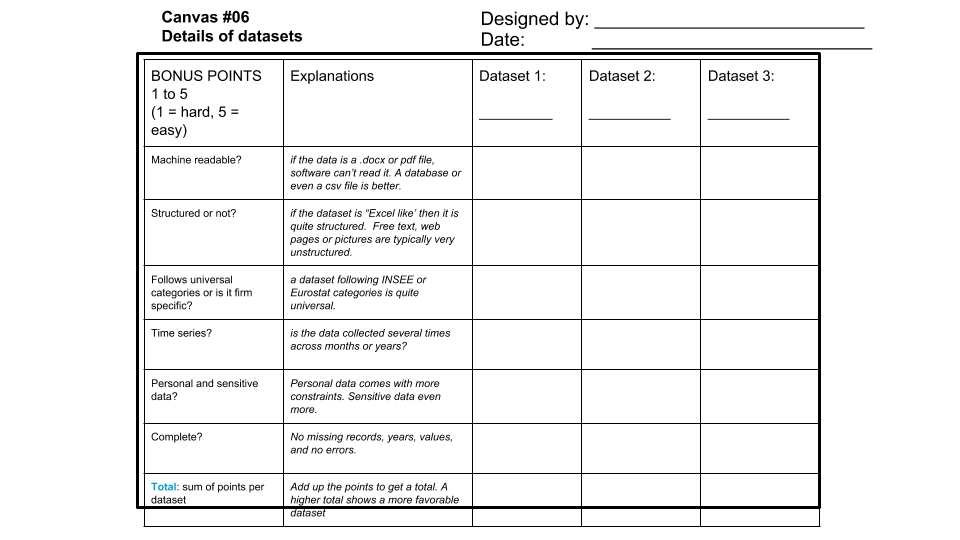 Canvas #06
Details of datasets
Designed by: ____________________________
Date: _____________________________
BONUS POINTS
1 to 5
(1 = hard, 5 =
easy)
Explanations
Dataset 1:
_________
Dataset 2:
__________
Dataset 3:
__________
Machine readable?
if the data is a .docx or pdf file,
software can’t read it. A database or
even a csv file is better.
Structured or not?
if the dataset is “Excel like’ then it is
quite structured.  Free text, web
pages or pictures are typically very
unstructured.
Follows universal
categories or is it firm
specific?
a dataset following INSEE or
Eurostat categories is quite
universal.
Time series?
is the data collected several times
across months or years?
Personal and sensitive
data?
Personal data comes with more
constraints. Sensitive data even
more.
Complete?
No missing records, years, values,
and no errors.
Total: sum of points per
dataset
Add up the points to get a total. A
higher total shows a more favorable
dataset